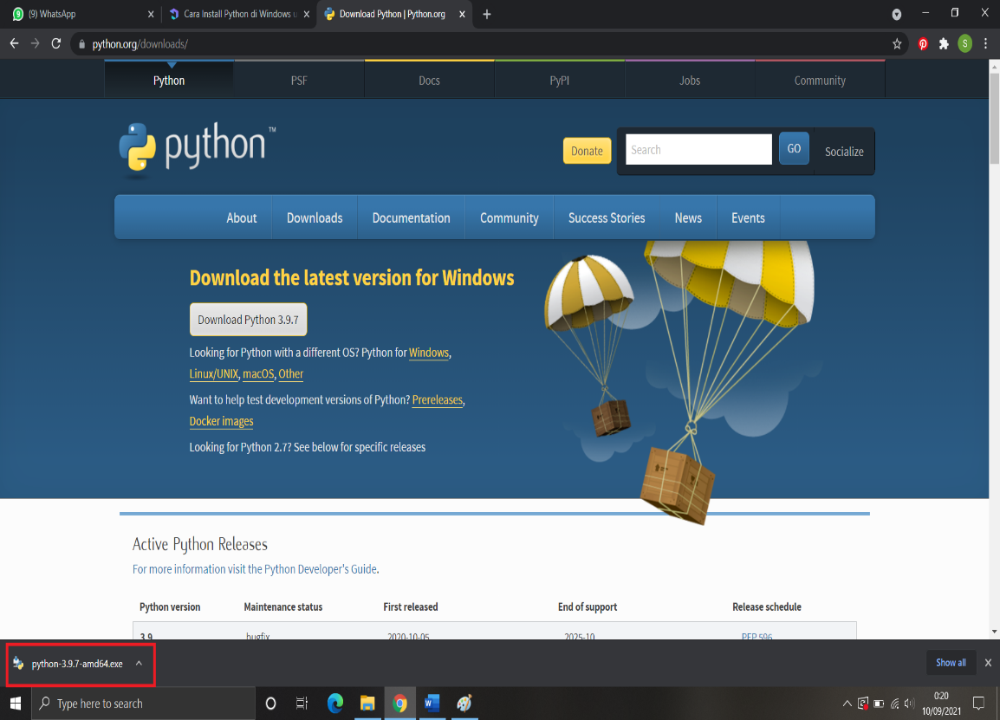 (9) WhatsApp
Cara Install Python di Windows u
Download Python | Python.org
python.org/downloads/
S
Python PSF Docs PyPI Jobs Community
python™
Donate Search GO Socialize
About Downloads Documentation Community Success Stories News Events
Download the latest version for Windows
Download Python 3.9.7
Looking for Python with a different OS? Python for Windows,
Linux/UNIX, macOS, Other
Want to help test development versions of Python? Prereleases,
Docker images
Looking for Python 2.7? See below for specific releases
Active Python Releases
For more information visit the Python Developer's Guide.
Python version Maintenance status First released End of support Release schedule
3.9 bugfix 2020-10-05 2025-10 PEP 596
python-3.9.7-amd64.exe
Show all
Type here to search
0:20
10/09/2021